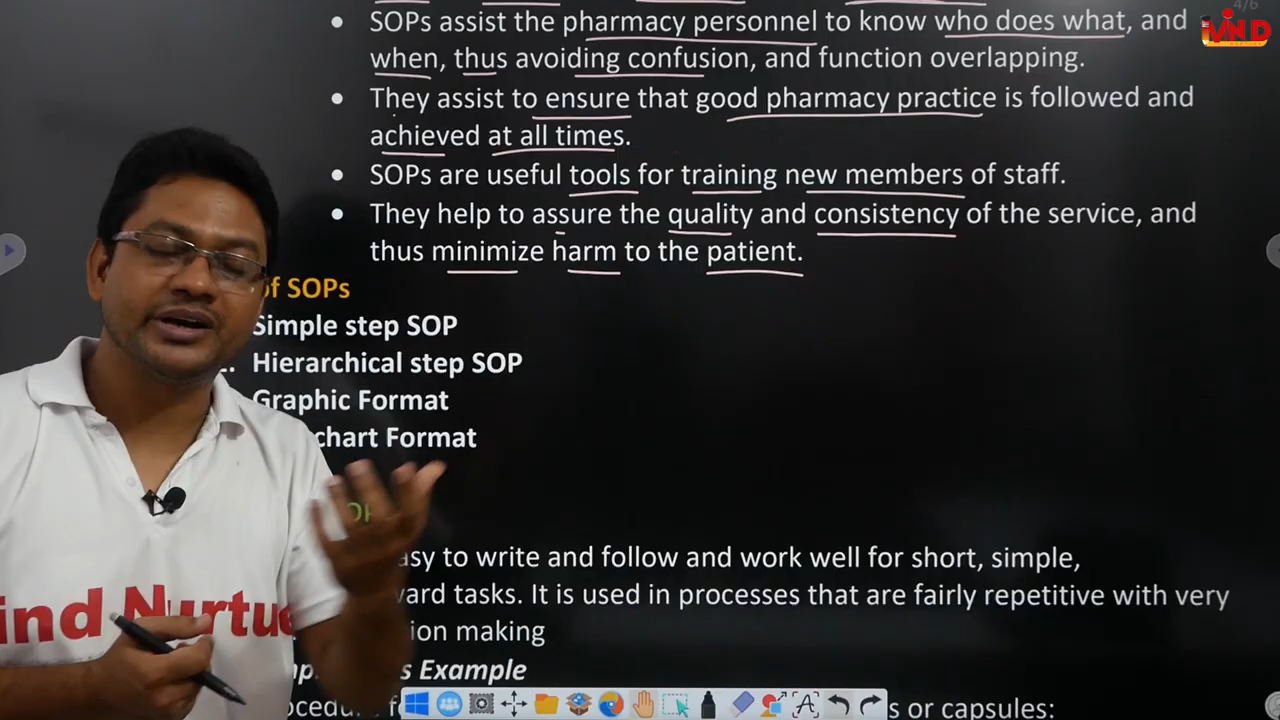 4/6
SOPs assist the pharmacy personnel to know who does what, and
when, thus avoiding confusion, and function overlapping.
They assist to ensure that good pharmacy practice is followed and
achieved at all times.
SOPs are useful tools for training new members of staff.
They help to assure the quality and consistency of the service, and
thus minimize harm to the patient.
of SOPs
Simple step SOP
Hierarchical step SOP
Graphic Format
chart Format
asy to write and follow and work well for short, simple,
ward tasks. It is used in processes that are fairly repetitive with very
ion making
s Example
s or capsules:
ind Nurtue